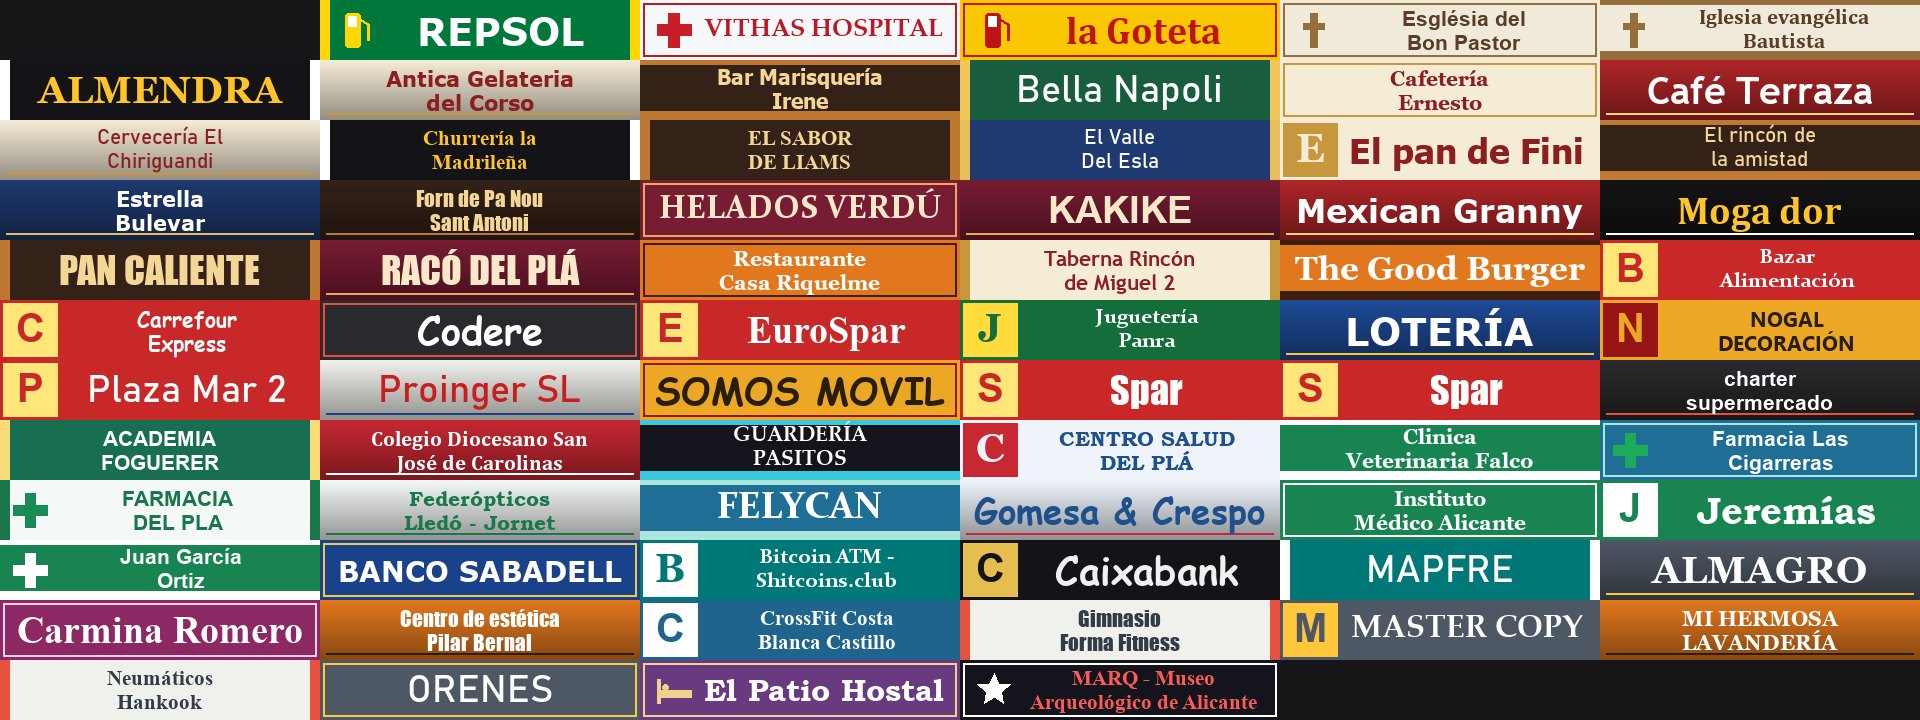 REPSOL
VITHAS HOSPITAL
la Goteta
Església del
Bon Pastor
Iglesia evangélica
Bautista
ALMENDRA
Antica Gelateria
del Corso
Bar Marisquería
Irene
Bella Napoli
Cafetería
Ernesto
Café Terraza
Cervecería El
Chiriguandi
Churrería la
Madrileña
EL SABOR
DE LIAMS
El Valle
Del Esla
E
El pan de Fini
El rincón de
la amistad
Estrella
Bulevar
Forn de Pa Nou
Sant Antoni
HELADOS VERDÚ
KAKIKE
Mexican Granny
Moga dor
PAN CALIENTE
RACÓ DEL PLÁ
Restaurante
Casa Riquelme
Taberna Rincón
de Miguel 2
The Good Burger
B
Bazar
Alimentación
C
Carrefour
Express
Codere
E
EuroSpar
J
Juguetería
Panra
LOTERÍA
N
NOGAL
DECORACIÓN
P
Plaza Mar 2
Proinger SL
SOMOS MOVIL
S
Spar
S
Spar
charter
supermercado
ACADEMIA
FOGUERER
Colegio Diocesano San
José de Carolinas
GUARDERÍA
PASITOS
C
CENTRO SALUD
DEL PLÁ
Clinica
Veterinaria Falco
Farmacia Las
Cigarreras
FARMACIA
DEL PLA
Federópticos
Lledó - Jornet
FELYCAN
Gomesa & Crespo
Instituto
Médico Alicante
J
Jeremías
Juan García
Ortiz
BANCO SABADELL
B
Bitcoin ATM -
Shitcoins.club
C
Caixabank
MAPFRE
ALMAGRO
Carmina Romero
Centro de estética
Pilar Bernal
C
CrossFit Costa
Blanca Castillo
Gimnasio
Forma Fitness
M
MASTER COPY
MI HERMOSA
LAVANDERÍA
Neumáticos
Hankook
ORENES
El Patio Hostal
MARQ - Museo
Arqueológico de Alicante